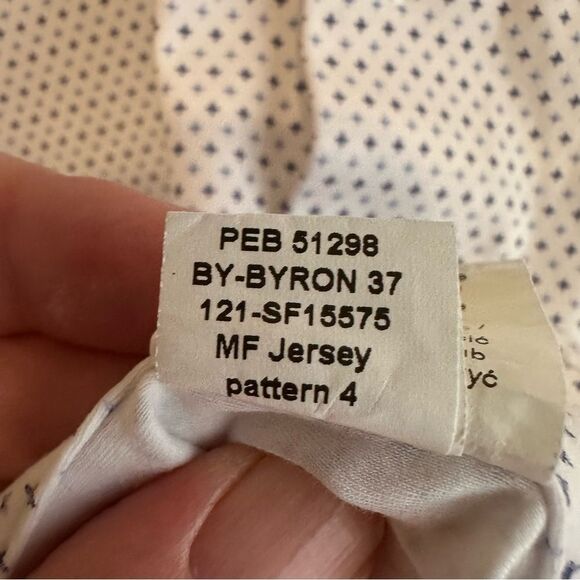 PEB 51298
BY-BYRON 37
121-SF15575
MF Jersey
pattern 4